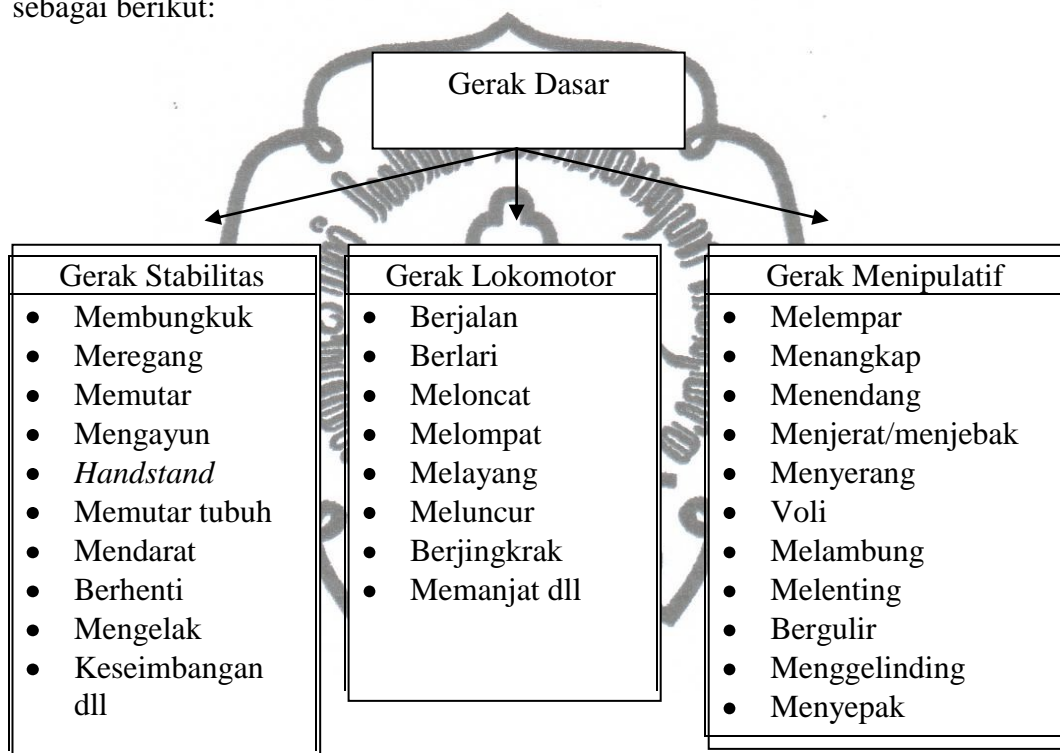 sebagai berikut:
Gerak Dasar
Gerak Stabilitas
• Membungkuk
• Meregang
• Memutar
• Mengayun
• Handstand
• Memutar tubuh
• Mendarat
• Berhenti
• Mengelak
• Keseimbangan
dll
Gerak Lokomotor
• Berjalan
• Berlari
• Meloncat
• Melompat
• Melayang
• Meluncur
• Berjingkrak
• Memanjat dll
Gerak Menipulatif
• Melempar
• Menangkap
• Menendang
• Menjerat/menjebak
• Menyerang
• Voli
• Melambung
• Melenting
• Bergulir
• Menggelinding
• Menyepak